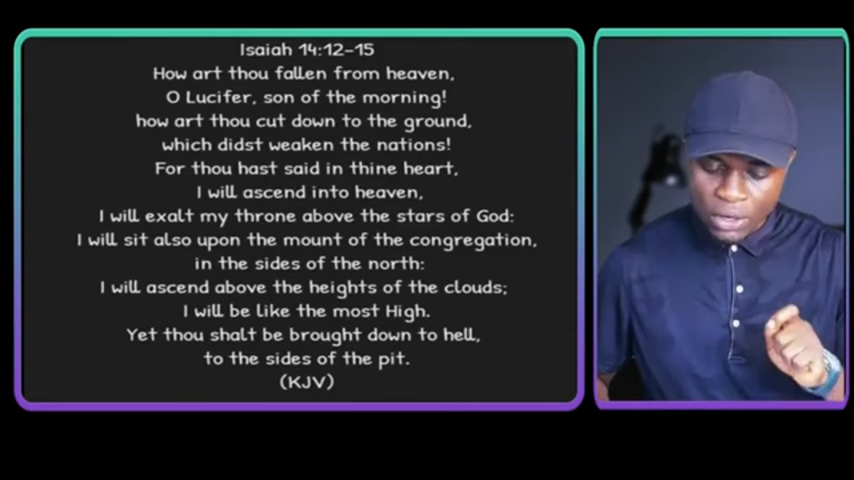 Isaiah 14:12-15
How art thou fallen from heaven,
O Lucifer, son of the morning!
how art thou cut down to the ground,
which didst weaken the nations!
For thou hast said in thine heart,
I will ascend into heaven,
I will exalt my throne above the stars of God:
I will sit also upon the mount of the congregation,
in the sides of the north:
I will ascend above the heights of the clouds;
I will be like the most High.
Yet thou shalt be brought down to hell,
to the sides of the pit.
(KJV)